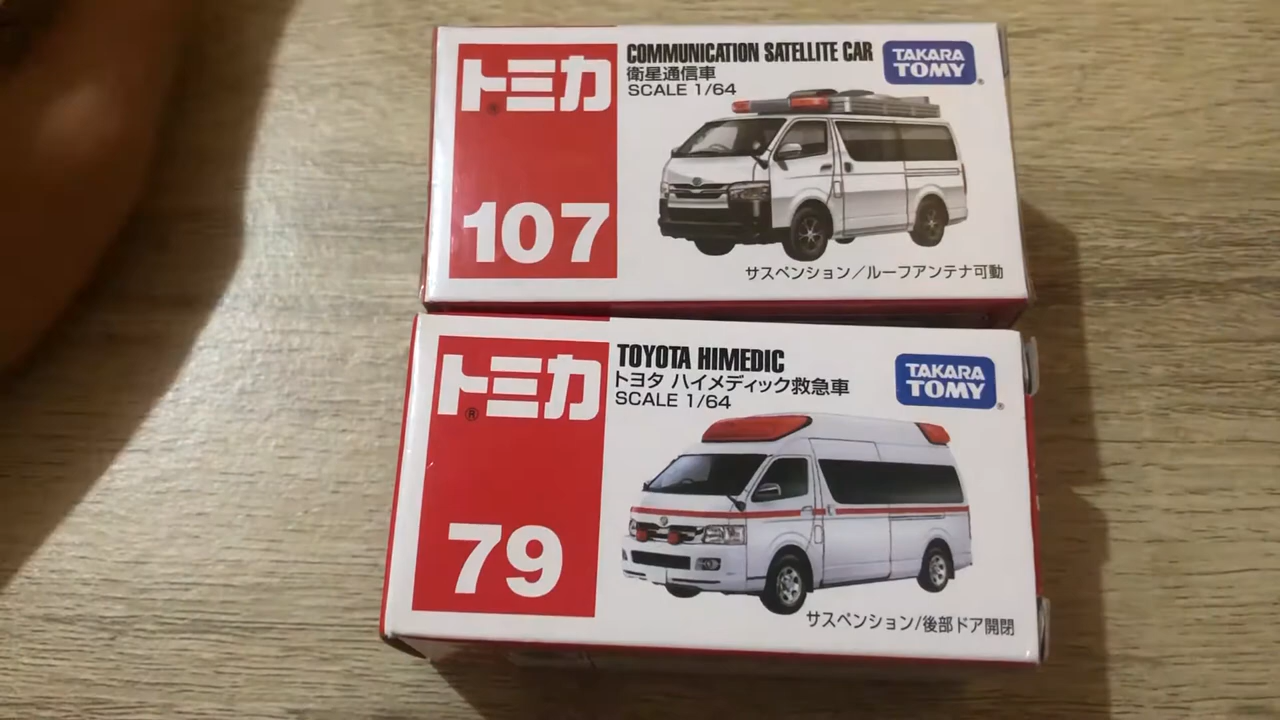 トミカ
®
107
COMMUNICATION SATELLITE CAR
衛星通信車
SCALE 1/64
TAKARA
TOMY®
サスペンション/ルーフアンテナ可動
トミカ
®
79
TOYOTA HIMEDIC
トヨタ ハイメディック救急車
SCALE 1/64
TAKARA
TOMY®
サスペンション/後部ドア開閉